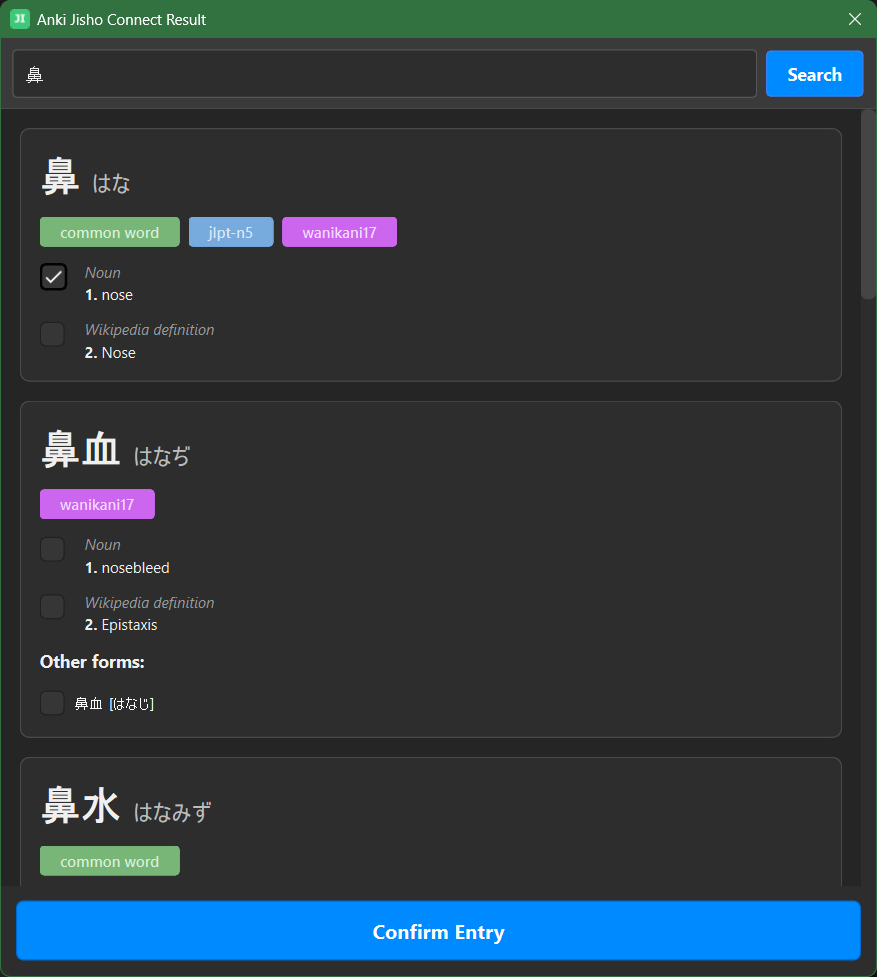 JI Anki Jisho Connect Result
鼻
Search
鼻 はな
common word jlpt-n5 wanikani17
Noun
1. nose
Wikipedia definition
2. Nose
鼻血 はなぢ
wanikani17
Noun
1. nosebleed
Wikipedia definition
2. Epistaxis
Other forms:
鼻血 [はなじ]
鼻水 はなみず
common word
Confirm Entry